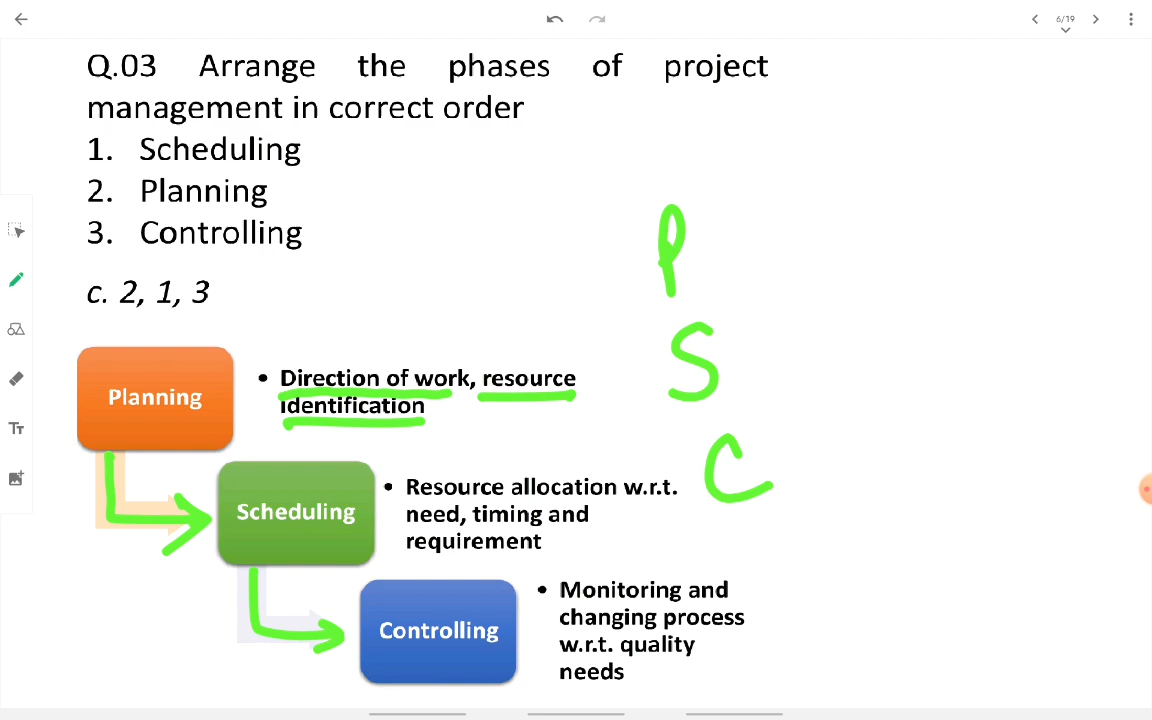 6/19
Q.03 Arrange the phases of project
management in correct order
1. Scheduling
2. Planning
3. Controlling
c. 2, 1, 3
Planning
• Direction of work, resource
identification
Scheduling
• Resource allocation w.r.t.
need, timing and
requirement
Controlling
• Monitoring and
changing process
w.r.t. quality
needs
P
S
C
Tт